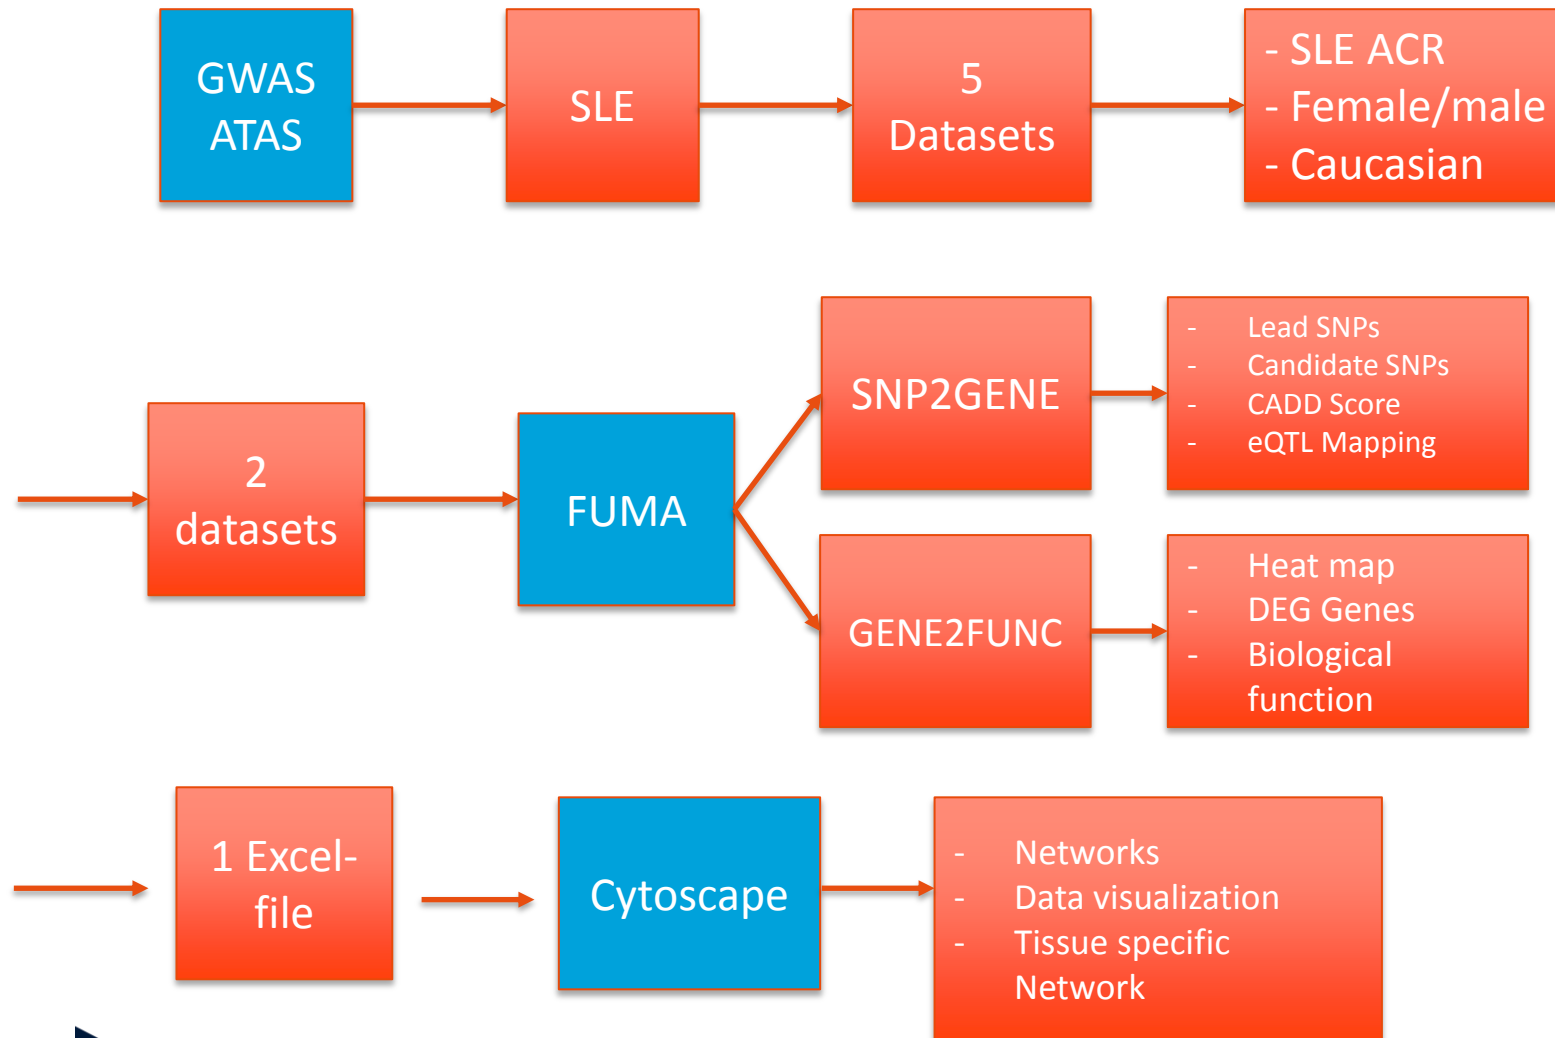 GWAS
ATAS
SLE
5
Datasets
- SLE ACR
- Female/male
- Caucasian
2
datasets
FUMA
SNP2GENE
- Lead SNPs
- Candidate SNPs
- CADD Score
- eQTL Mapping
GENE2FUNC
- Heat map
- DEG Genes
- Biological
function
1 Excel-
file
Cytoscape
- Networks
- Data visualization
- Tissue specific
Network